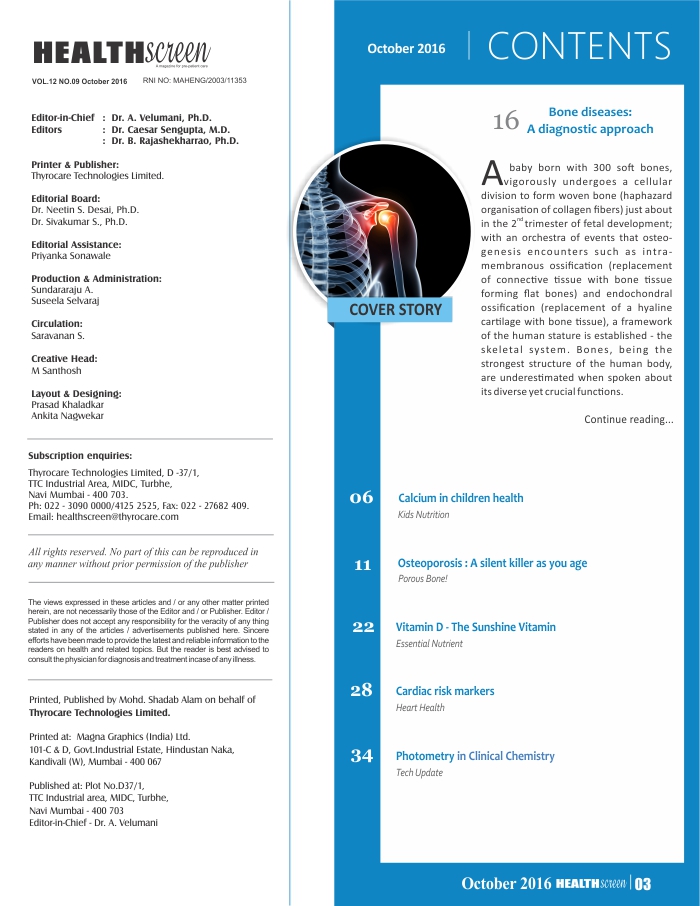 HEALTHscreen
A magazine for pre-patient care
VOL.12 NO.09 October 2016 RNI NO: MAHENG/2003/11353
Editor-in-Chief : Dr. A. Velumani, Ph.D.
Editors : Dr. Caesar Sengupta, M.D.
: Dr. B. Rajashekharrao, Ph.D.
Printer & Publisher:
Thyrocare Technologies Limited.
Editorial Board:
Dr. Neetin S. Desai, Ph.D.
Dr. Sivakumar S., Ph.D.
Editorial Assistance:
Priyanka Sonawale
Production & Administration:
Sundararaju A.
Suseela Selvaraj
Circulation:
Saravanan S.
Creative Head:
M Santhosh
Layout & Designing:
Prasad Khaladkar
Ankita Nagwekar
Subscription enquiries:
Thyrocare Technologies Limited, D -37/1,
TTC Industrial Area, MIDC, Turbhe,
Navi Mumbai - 400 703.
Ph: 022 - 3090 0000/4125 2525, Fax: 022 - 27682 409.
Email: healthscreen@thyrocare.com
All rights reserved. No part of this can be reproduced in
any manner without prior permission of the publisher
The views expressed in these articles and / or any other matter printed
herein, are not necessarily those of the Editor and / or Publisher. Editor /
Publisher does not accept any responsibility for the veracity of any thing
stated in any of the articles / advertisements published here. Sincere
efforts have been made to provide the latest and reliable information to the
readers on health and related topics. But the reader is best advised to
consult the physician for diagnosis and treatment incase of any illness.
Printed, Published by Mohd. Shadab Alam on behalf of
Thyrocare Technologies Limited.
Printed at: Magna Graphics (India) Ltd.
101-C & D, Govt.Industrial Estate, Hindustan Naka,
Kandivali (W), Mumbai - 400 067
Published at: Plot No.D37/1,
TTC Industrial area, MIDC, Turbhe,
Navi Mumbai - 400 703
Editor-in-Chief - Dr. A. Velumani
October 2016 CONTENTS
16 Bone diseases:
A diagnostic approach
A baby born with 300 soft bones,
vigorously undergoes a cellular
division to form woven bone (haphazard
organisation of collagen fibers) just about
in the 2nd trimester of fetal development;
with an orchestra of events that osteo-
genesis encounters such as intra-
membranous ossification (replacement
of connective tissue with bone tissue
forming flat bones) and endochondral
ossification (replacement of a hyaline
cartilage with bone tissue), a framework
of the human stature is established - the
skeletal system. Bones, being the
strongest structure of the human body,
are underestimated when spoken about
its diverse yet crucial functions.
Continue reading...
COVER STORY
06 Calcium in children health
Kids Nutrition
11 Osteoporosis : A silent killer as you age
Porous Bone!
22 Vitamin D - The Sunshine Vitamin
Essential Nutrient
28 Cardiac risk markers
Heart Health
34 Photometry in Clinical Chemistry
Tech Update
October 2016 HEALTHscreen 03